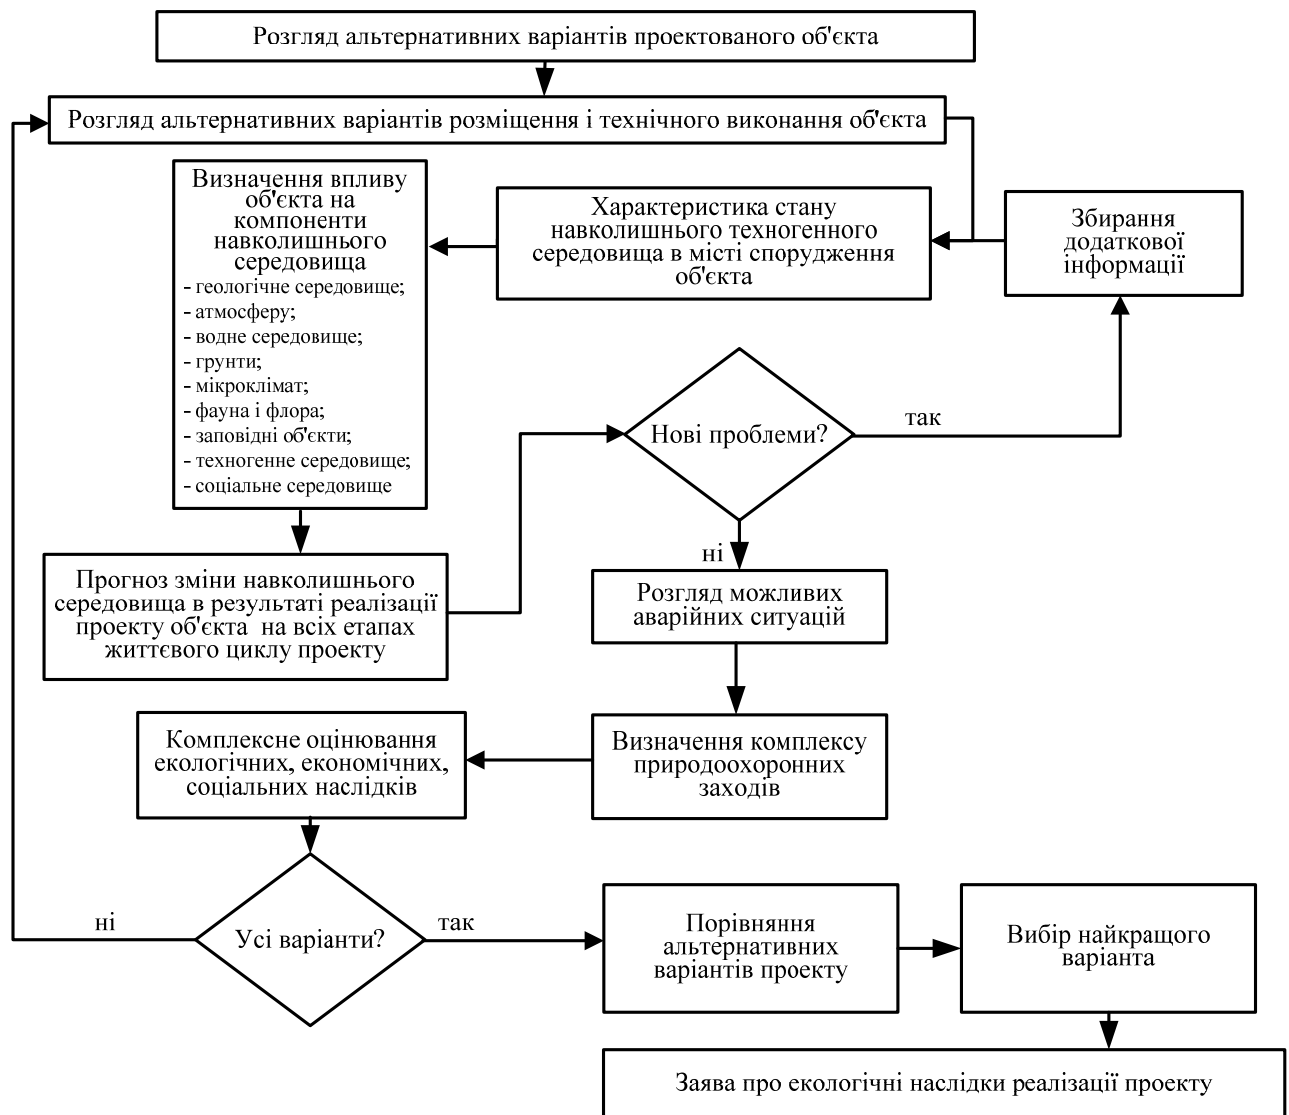 Розгляд альтернативних варіантів проектованого об'єкта
Розгляд альтернативних варіантів розміщення і технічного виконання об'єкта
Визначення впливу
об'єкта на
компоненти
навколишнього
середовища
- геологічне середовище;
- атмосферу;
- водне середовище;
- грунти;
- мікроклімат;
- фауна і флора;
- заповідні об'єкти;
- техногенне середовище;
- соціальне середовище
Характеристика стану
навколишнього техногенного
середовища в місті спорудження
об'єкта
Збирання
додаткової
інформації
Нові проблеми?
так
ні
Прогноз зміни навколишнього
середовища в результаті реалізації
проекту об'єкта на всіх етапах
життєвого циклу проекту
Розгляд можливих
аварійних ситуацій
Визначення комплексу
природоохоронних
заходів
Комплексне оцінювання
екологічних, економічних,
соціальних наслідків
Усі варіанти?
ні
так
Порівняння
альтернативних
варіантів проекту
Вибір найкращого
варіанта
Заява про екологічні наслідки реалізації проекту